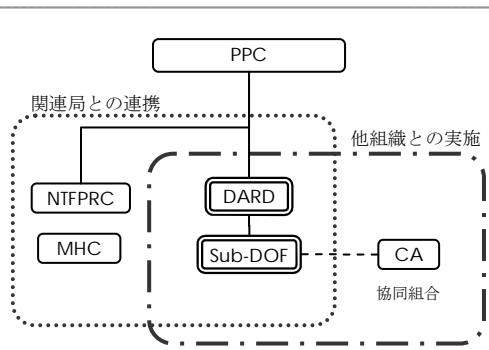 PPC
関連局との連携
他組織との実施
NTFPRC
DARD
MHC
Sub-DOF
CA
協同組合